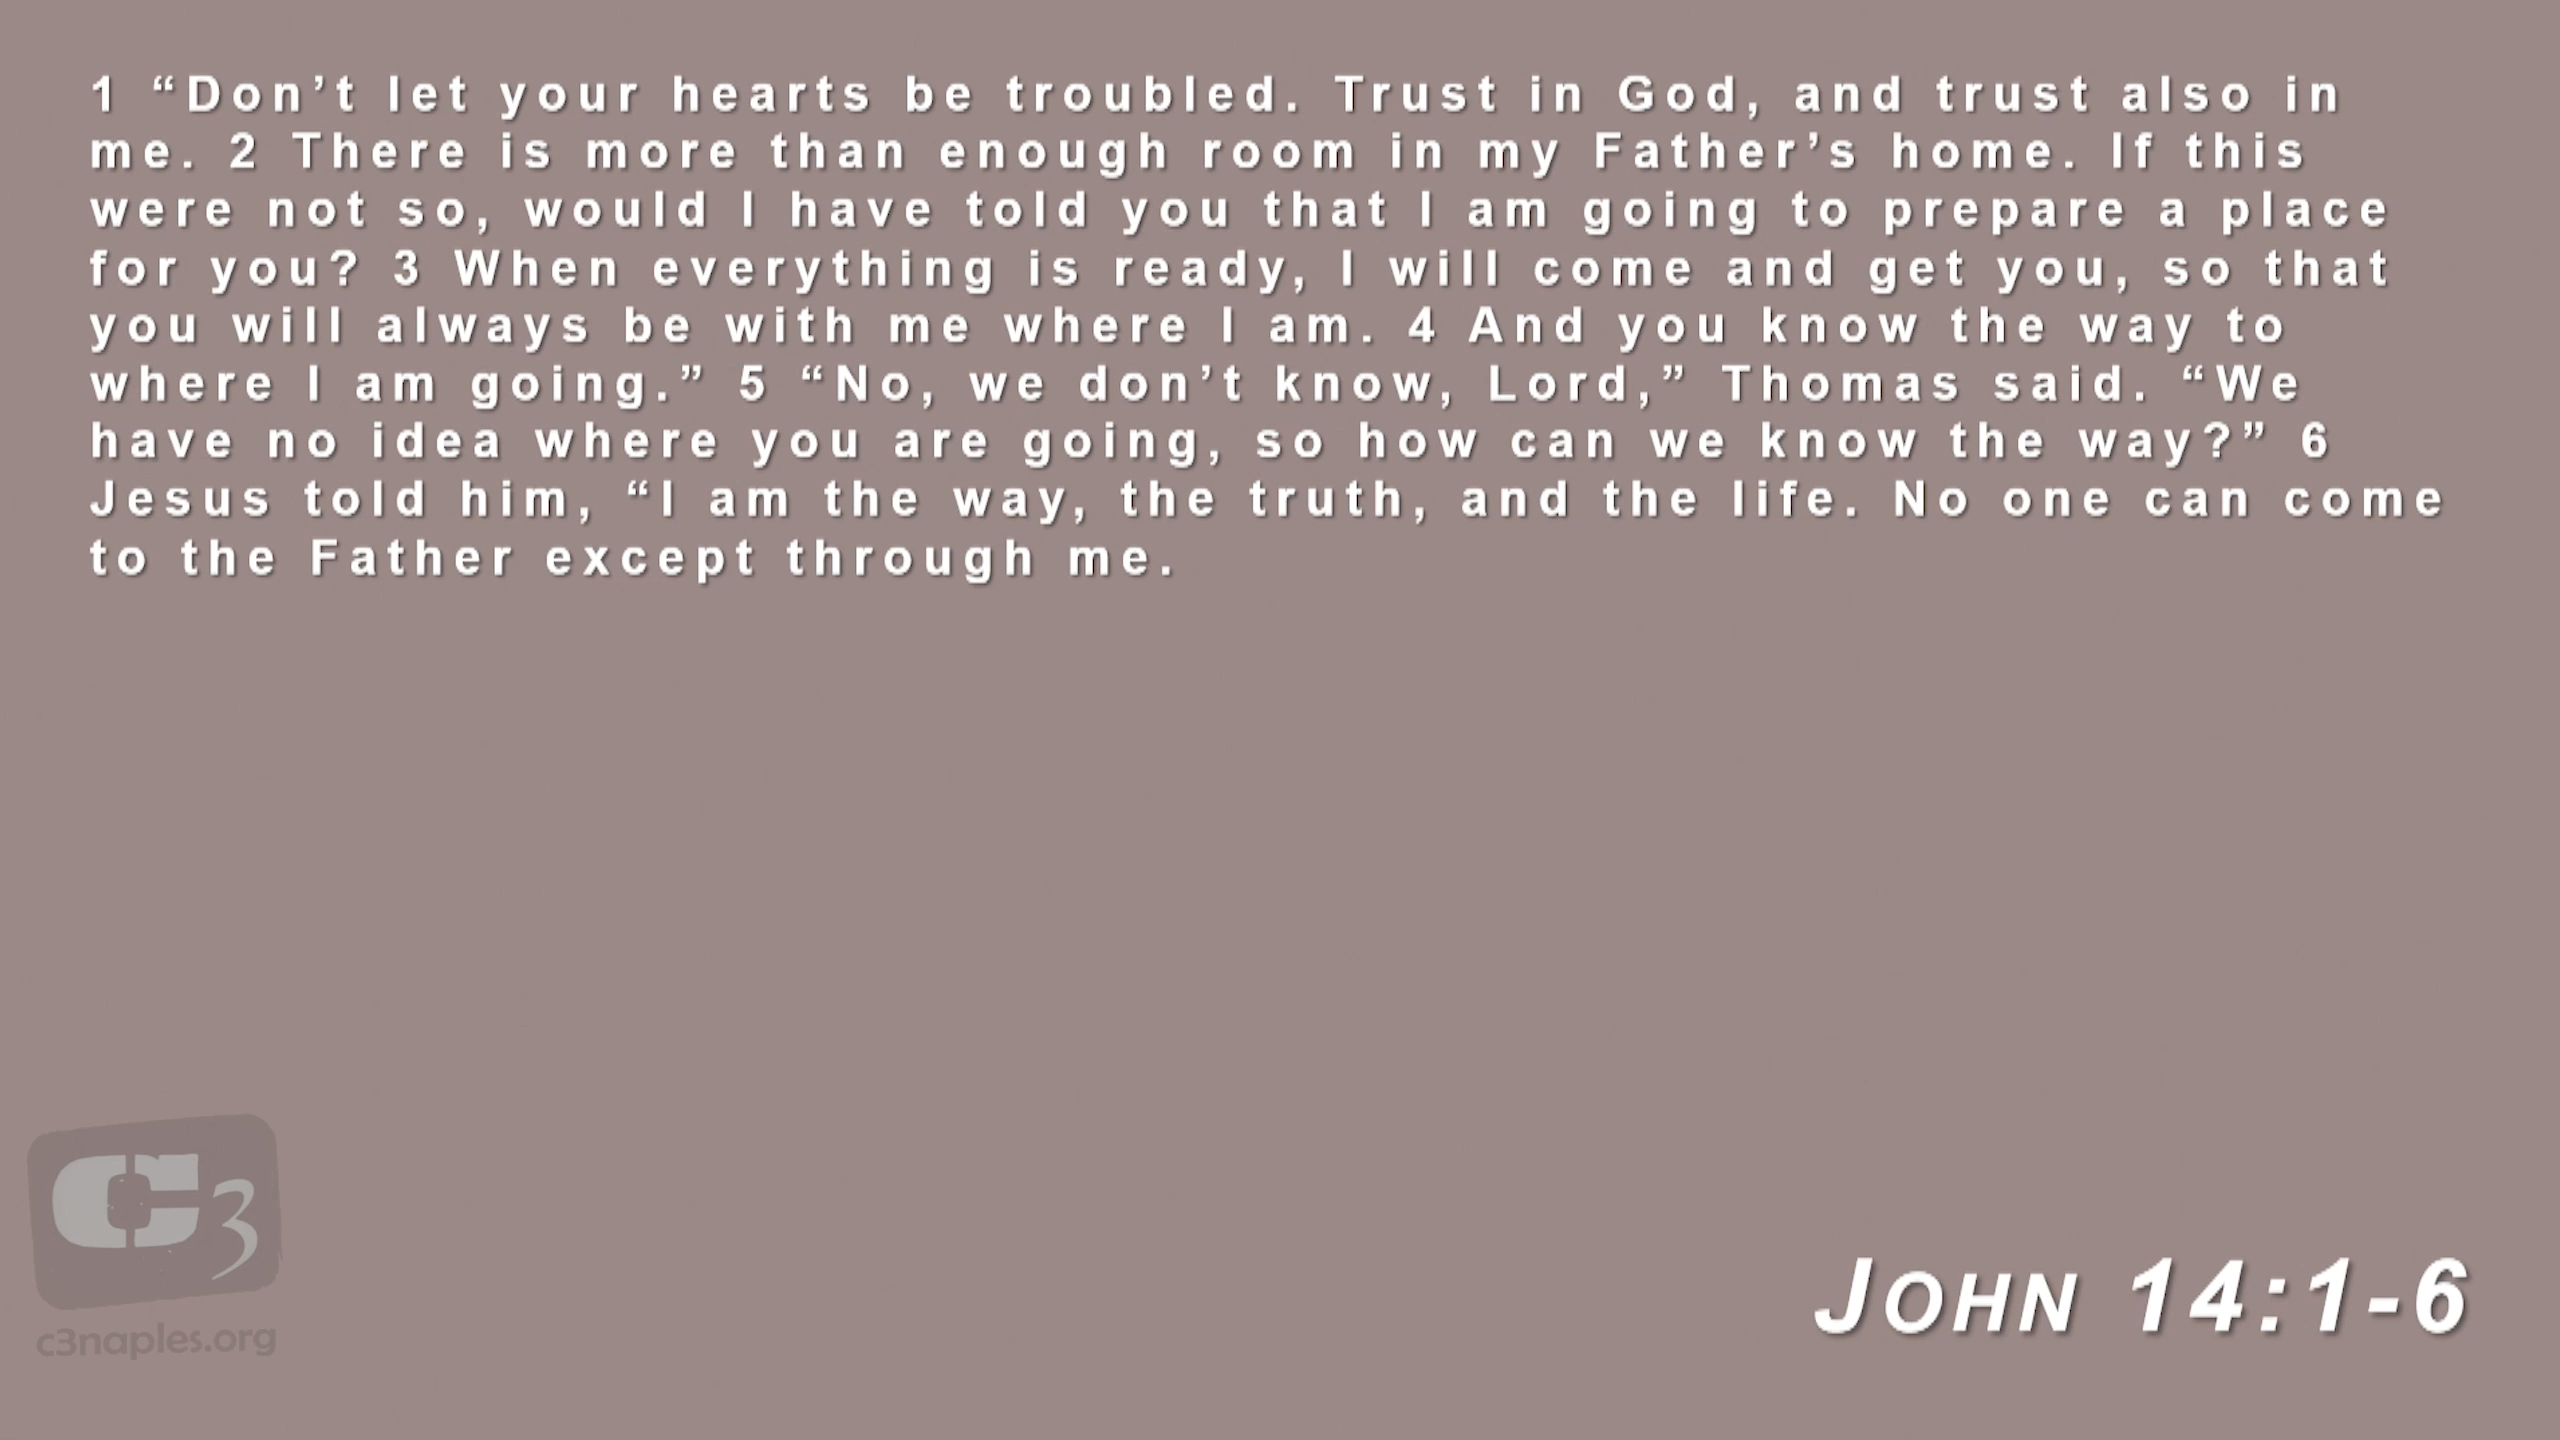 1 “Don’t let your hearts be troubled. Trust in God, and trust also in
me. 2 There is more than enough room in my Father’s home. If this
were not so, would I have told you that I am going to prepare a place
for you? 3 When everything is ready, I will come and get you, so that
you will always be with me where I am. 4 And you know the way to
where I am going.” 5 “No, we don’t know, Lord,” Thomas said. “We
have no idea where you are going, so how can we know the way?” 6
Jesus told him, “I am the way, the truth, and the life. No one can come
to the Father except through me.
C3
c3naples.org
JOHN 14:1-6